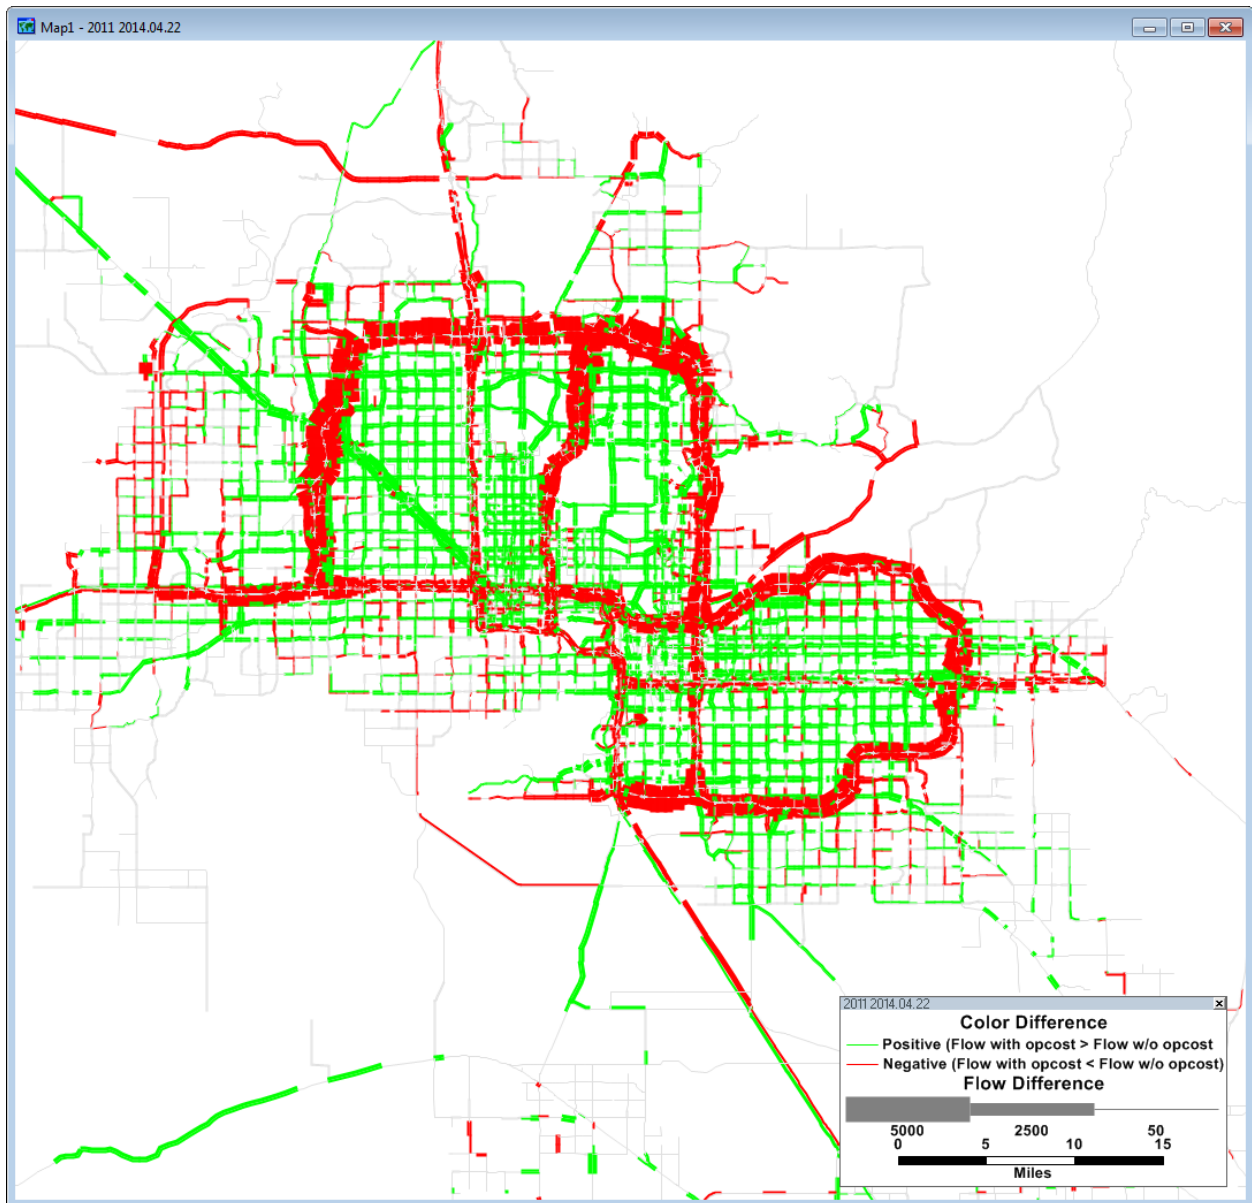 Map1 - 2011 2014.04.22
2011 2014.04.22
Color Difference
Positive (Flow with opcost > Flow w/o opcost
Negative (Flow with opcost < Flow w/o opcost)
Flow Difference
5000 2500 50
0 5 10 15
Miles